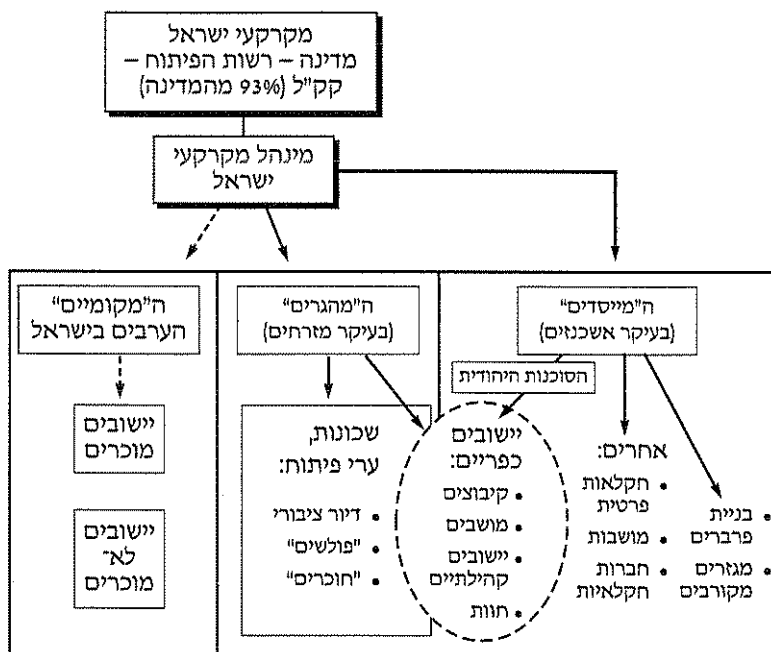 מקרקעי ישראל
מדינה – רשות הפיתוח –
קק"ל (93% מהמדינה)
מינהל מקרקעי
ישראל
ה"מייסדים"
(בעיקר אשכנזים)
הסוכנות היהודית
בניית
פרברים
מגזרים
מקורבים
אחרים:
חקלאות
פרטית
מושבות
חברות
חקלאיות
יישובים
כפריים:
קיבוצים
מושבים
יישובים
קהילתיים
חוות
ה"מהגרים"
(בעיקר מזרחים)
שכונות,
ערי פיתוח:
דיור ציבורי
"פולשים"
"חוכרים"
ה"מקומיים"
הערבים בישראל
יישובים
מוכרים
יישובים
לא־
מוכרים